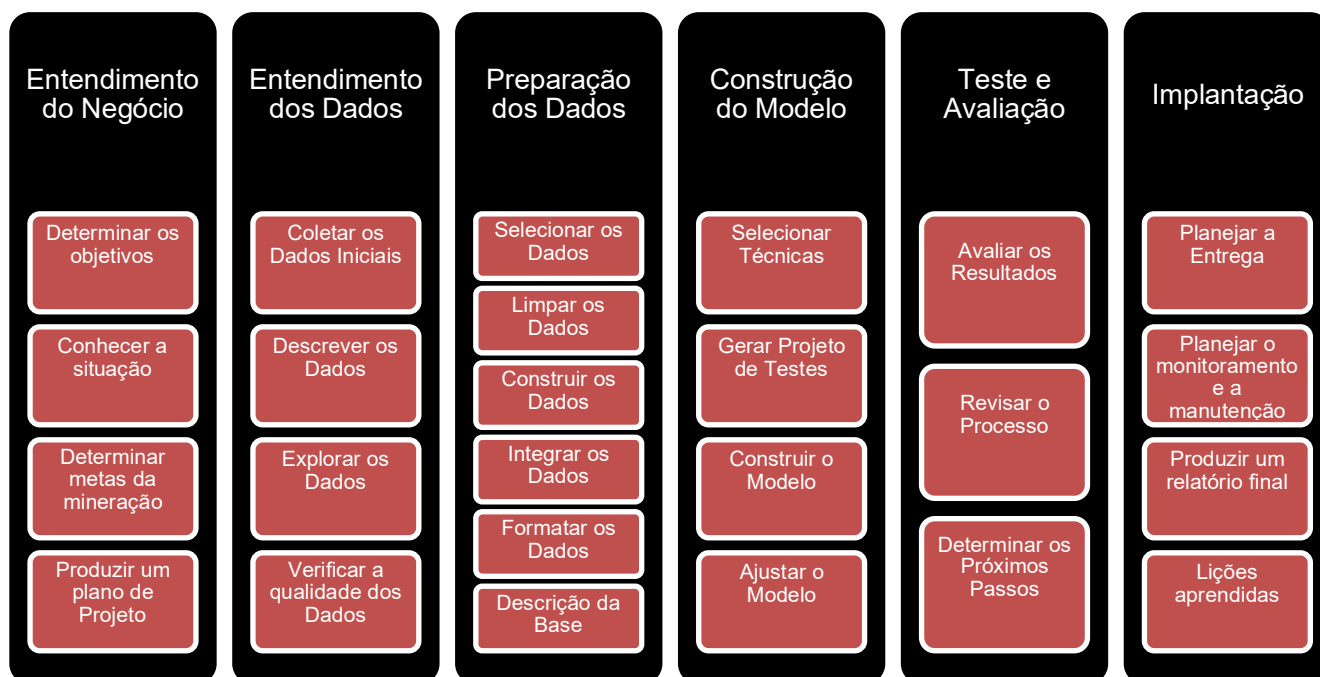 Entendimento
do Negócio
Determinar os
objetivos
Conhecer a
situação
Determinar
metas da
mineração
Produzir um
plano de
Projeto
Entendimento
dos Dados
Coletar os
Dados Iniciais
Descrever os
Dados
Explorar os
Dados
Verificar a
qualidade dos
Dados
Preparação
dos Dados
Selecionar os
Dados
Limpar os
Dados
Construir os
Dados
Integrar os
Dados
Formatar os
Dados
Descrição da
Base
Construção
do Modelo
Selecionar
Técnicas
Gerar Projeto
de Testes
Construir o
Modelo
Ajustar o
Modelo
Teste e
Avaliação
Avaliar os
Resultados
Revisar o
Processo
Determinar os
Próximos
Passos
Implantação
Planejar a
Entrega
Planejar o
monitoramento
e a
manutenção
Produzir um
relatório final
Lições
aprendidas